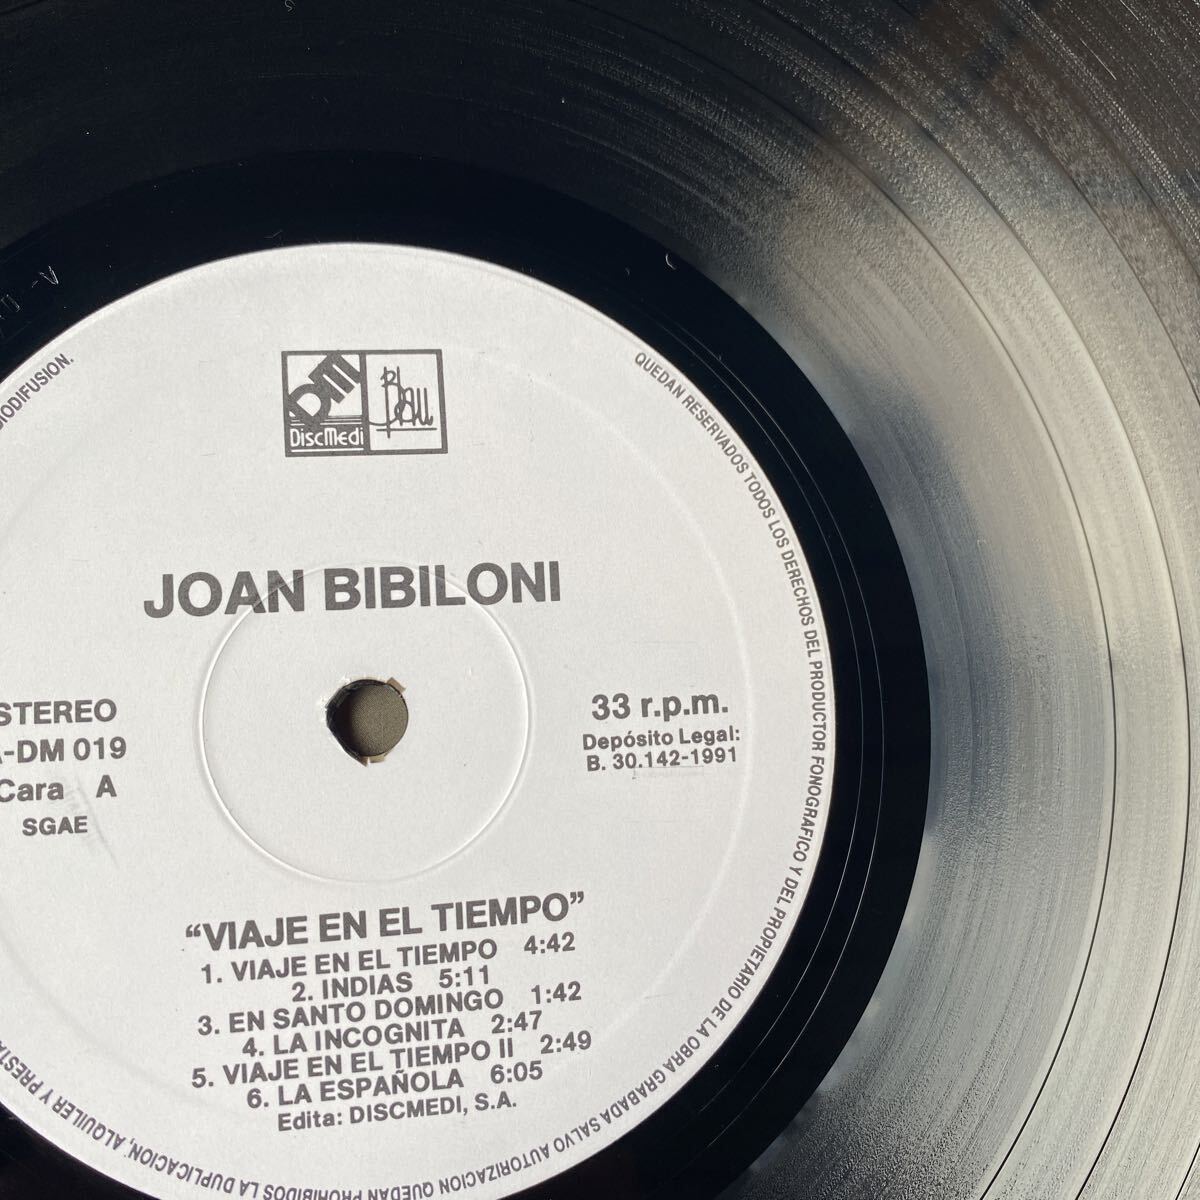 DM
DiscMedi
Blau
JOAN BIBILONI
STEREO
-DM 019
Cara A
SGAE
33 r.p.m.
Depósito Legal:
B. 30.142-1991
“VIAJE EN EL TIEMPO”
1. VIAJE EN EL TIEMPO 4:42
2. INDIAS 5:11
3. EN SANTO DOMINGO 1:42
4. LA INCOGNITA 2:47
5. VIAJE EN EL TIEMPO II 2:49
6. LA ESPAÑOLA 6:05
Edita: DISCMEDI, S.A.
QUEDAN RESERVADOS TODOS LOS DERECHOS DEL PRODUCTOR FONOGRAFICO Y DEL PROPIETARIO DE LA OBRA GRABADA SALVO AUTORIZACION QUEDAN PROHIBIDOS LA DUPLICACION, ALQUILER Y PRESTA
IODIFUSION.